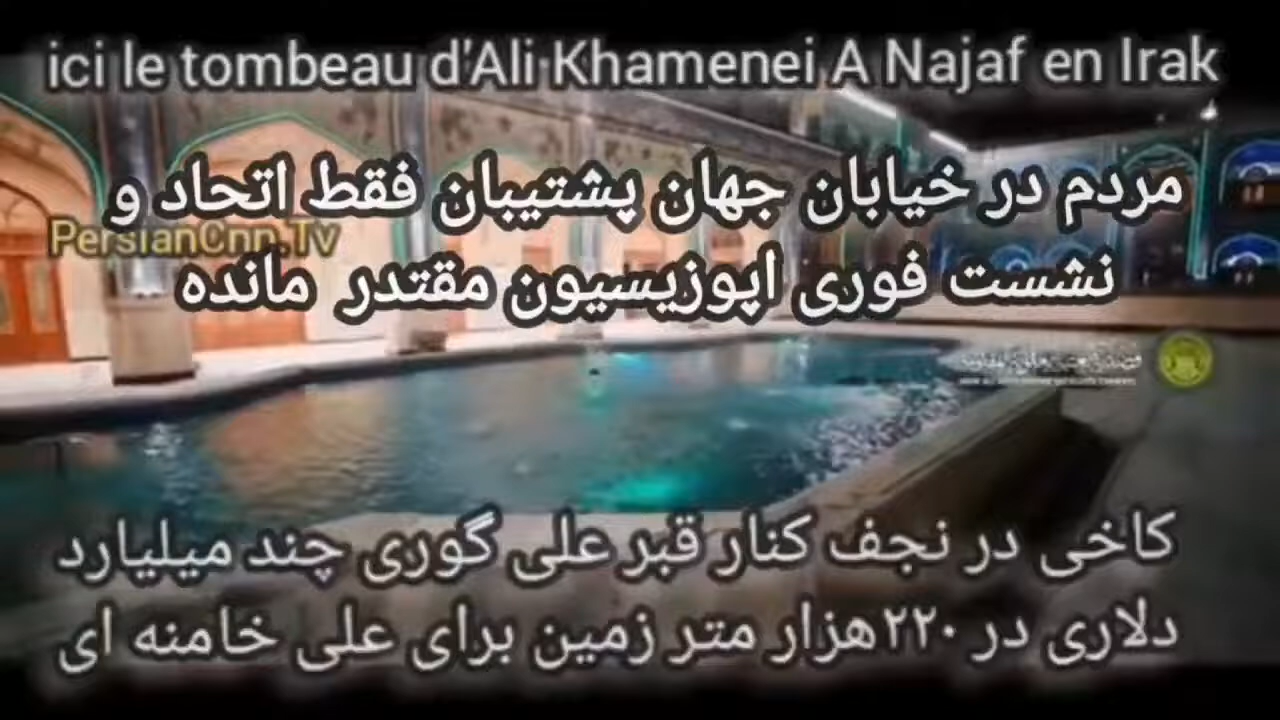 ici le tombeau d'Ali Khamenei A Najaf en Irak
مردم در خیابان جهان پشتیبان فقط اتحاد و
PersianCnn.Tv
نشست فوری اپوزیسیون مقتدر مانده
کاخی در نجف کنار قبر علی گوری چند میلیارد
دلاری در ۲۲۰هزار متر زمین برای علی خامنه ای